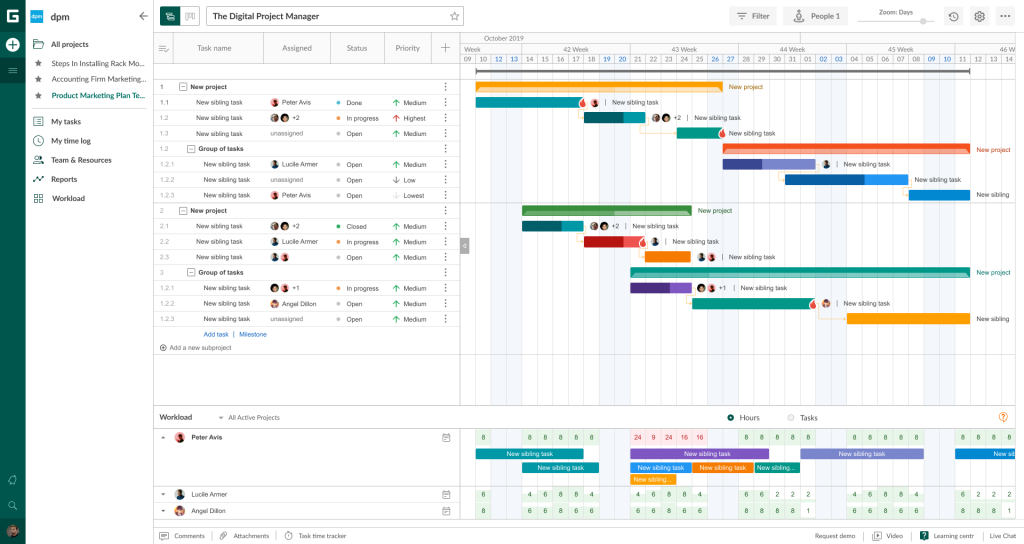 dpm
dpm
All projects
Steps In Installing Rack Mo...
Accounting Firm Marketing...
Product Marketing Plan Te...
My tasks
My time log
Team & Resources
Reports
Workload
The Digital Project Manager
Filter
People 1
Zoom: Days
Task name Assigned Status Priority
October 2019
Week 42 Week 43 Week 44 Week 45 Week 46 W
09 10 11 12 13 14 15 16 17 18 19 20 21 22 23 24 25 26 27 28 29 30 31 01 02 03 04 05 06 07 08 09 10 11 12 13 14
1 New project New project
1.1 New sibling task Peter Avis Done Medium New sibling task
1.2 New sibling task +2 In progress Highest +2 New sibling task
1.3 New sibling task unassigned Open Medium New sibling task
1.2 Group of tasks New project
1.2.1 New sibling task Lucile Armer Open Medium New sibling task
1.2.2 New sibling task unassigned Open Low New sibling task
1.2.3 New sibling task Peter Avis Open Lowest New sibling
2 New project New project
2.1 New sibling task +2 Closed Medium +2 New sibling task
2.2 New sibling task Lucile Armer In progress Medium New sibling task
2.3 New sibling task Open Medium New sibling task
3 Group of tasks New project
1.2.1 New sibling task +1 In progress Medium +1 New sibling task
1.2.2 New sibling task Angel Dillon Open Medium New sibling task
1.2.3 New sibling task unassigned Open Medium New sibling
Add task | Milestone
Add a new subproject
Workload All Active Projects Hours Tasks ?
Peter Avis 8 8 8 8 8 24 9 24 16 16 8 8 8 8 8 8 8 8 8 8
New sibling task New sibling task New sibling task New sib
New sibling task New sibling task New sibling task New sibling...
New sibling...
Lucile Armer 6 4 6 8 8 4 4 6 8 8 4 6 6 2 2 2 4 6 8 8 4 6 2 2 2
Angel Dillon 8 8 8 6 6 8 8 8 6 6 8 8 8 8 8 1 8 8 6 6 8 8 8 8 1
Comments Attachments Task time tracker Request demo Video Learning centr Live Chat